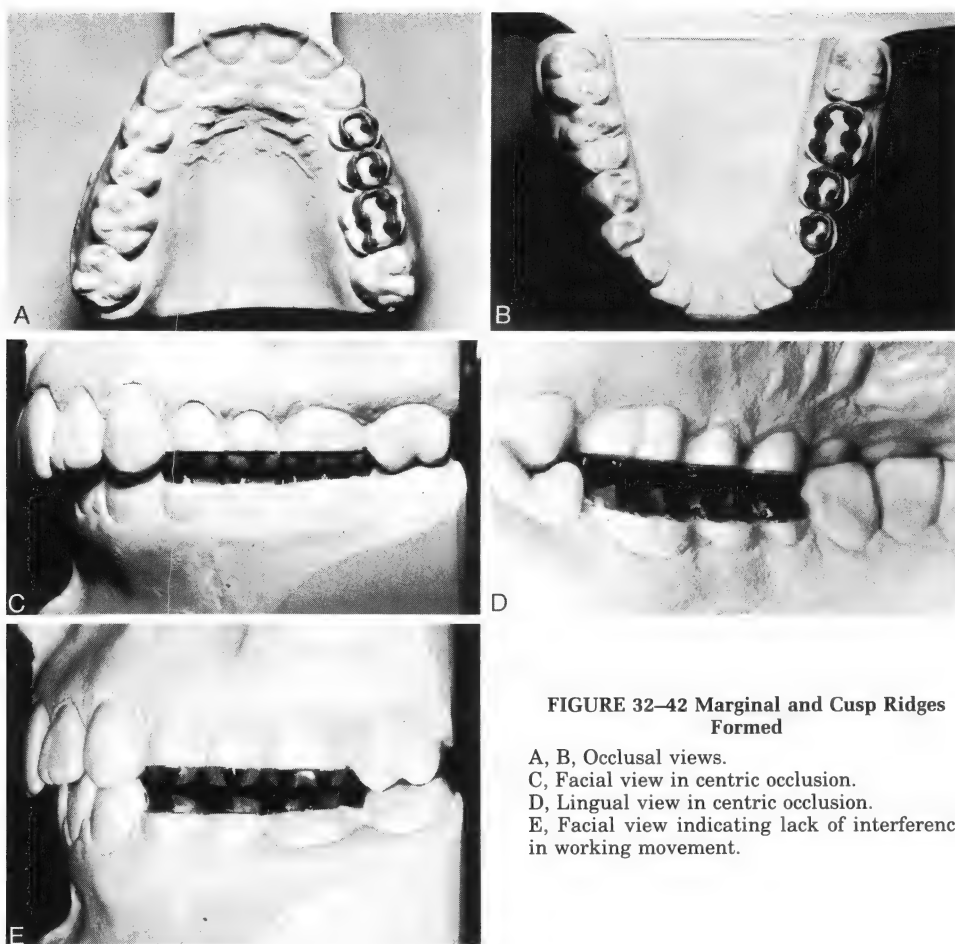 A
B
C
D
E
FIGURE 32–42 Marginal and Cusp Ridges
Formed
A, B, Occlusal views.
C, Facial view in centric occlusion.
D, Lingual view in centric occlusion.
E, Facial view indicating lack of interferenc
in working movement.